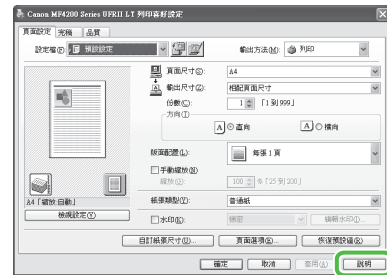 Canon MF4200 Series UFRII LT 列印喜好設定
頁面設定 完稿 品質
設定檔(F): 預設設定
輸出方法(M): 列印
頁面尺寸(S): A4
輸出尺寸(Z): 相配頁面尺寸
份數(C): 1 「1 到 999」
方向(T)
直向 橫向
版面配置(L): 每張 1 頁
手動縮放(N)
縮放(G): 100 % 「25 到 200」
A4「縮放:自動」
紙張類型(Y): 普通紙
檢視設定(V)
水印(K): 機密 編輯水印(J)...
自訂紙張尺寸(U)... 頁面選項(E)... 恢復預設值(R)
確定 取消 套用(A) 說明